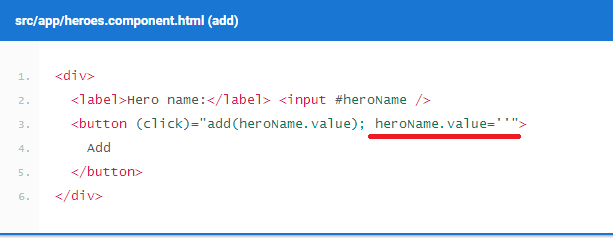 src/app/heroes.component.html (add)
1. <div>
2.   <label>Hero name:</label> <input #heroName />
3.   <button (click)="add(heroName.value); heroName.value=''">
4.     Add
5.   </button>
6. </div>